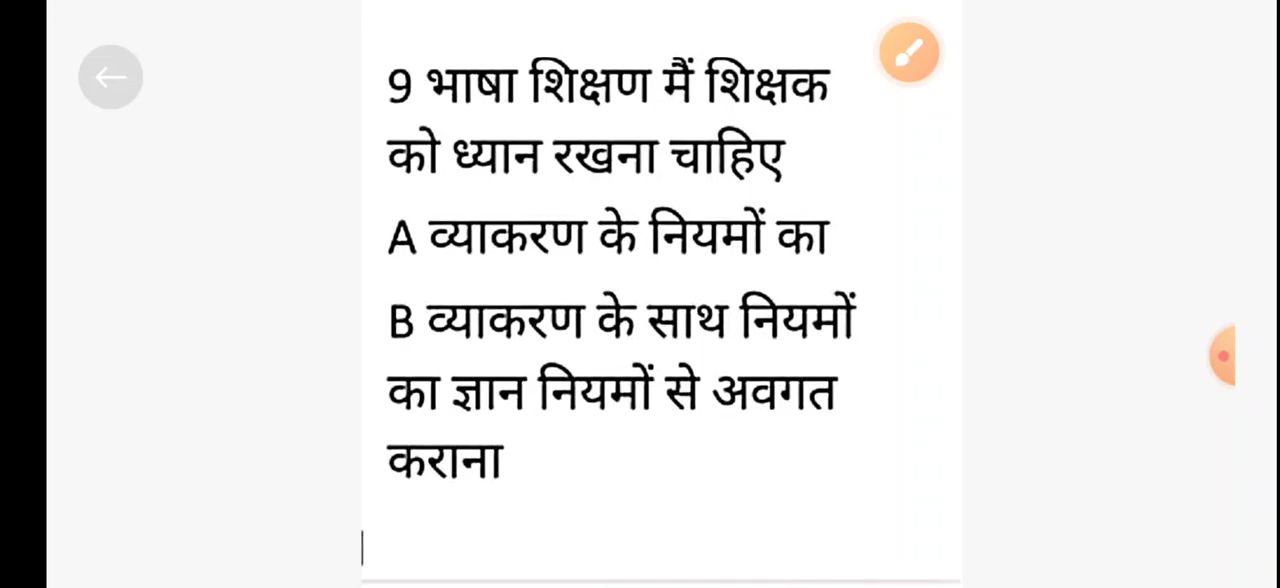 9 भाषा शिक्षण मैं शिक्षक
को ध्यान रखना चाहिए
A व्याकरण के नियमों का
B व्याकरण के साथ नियमों
का ज्ञान नियमों से अवगत
कराना